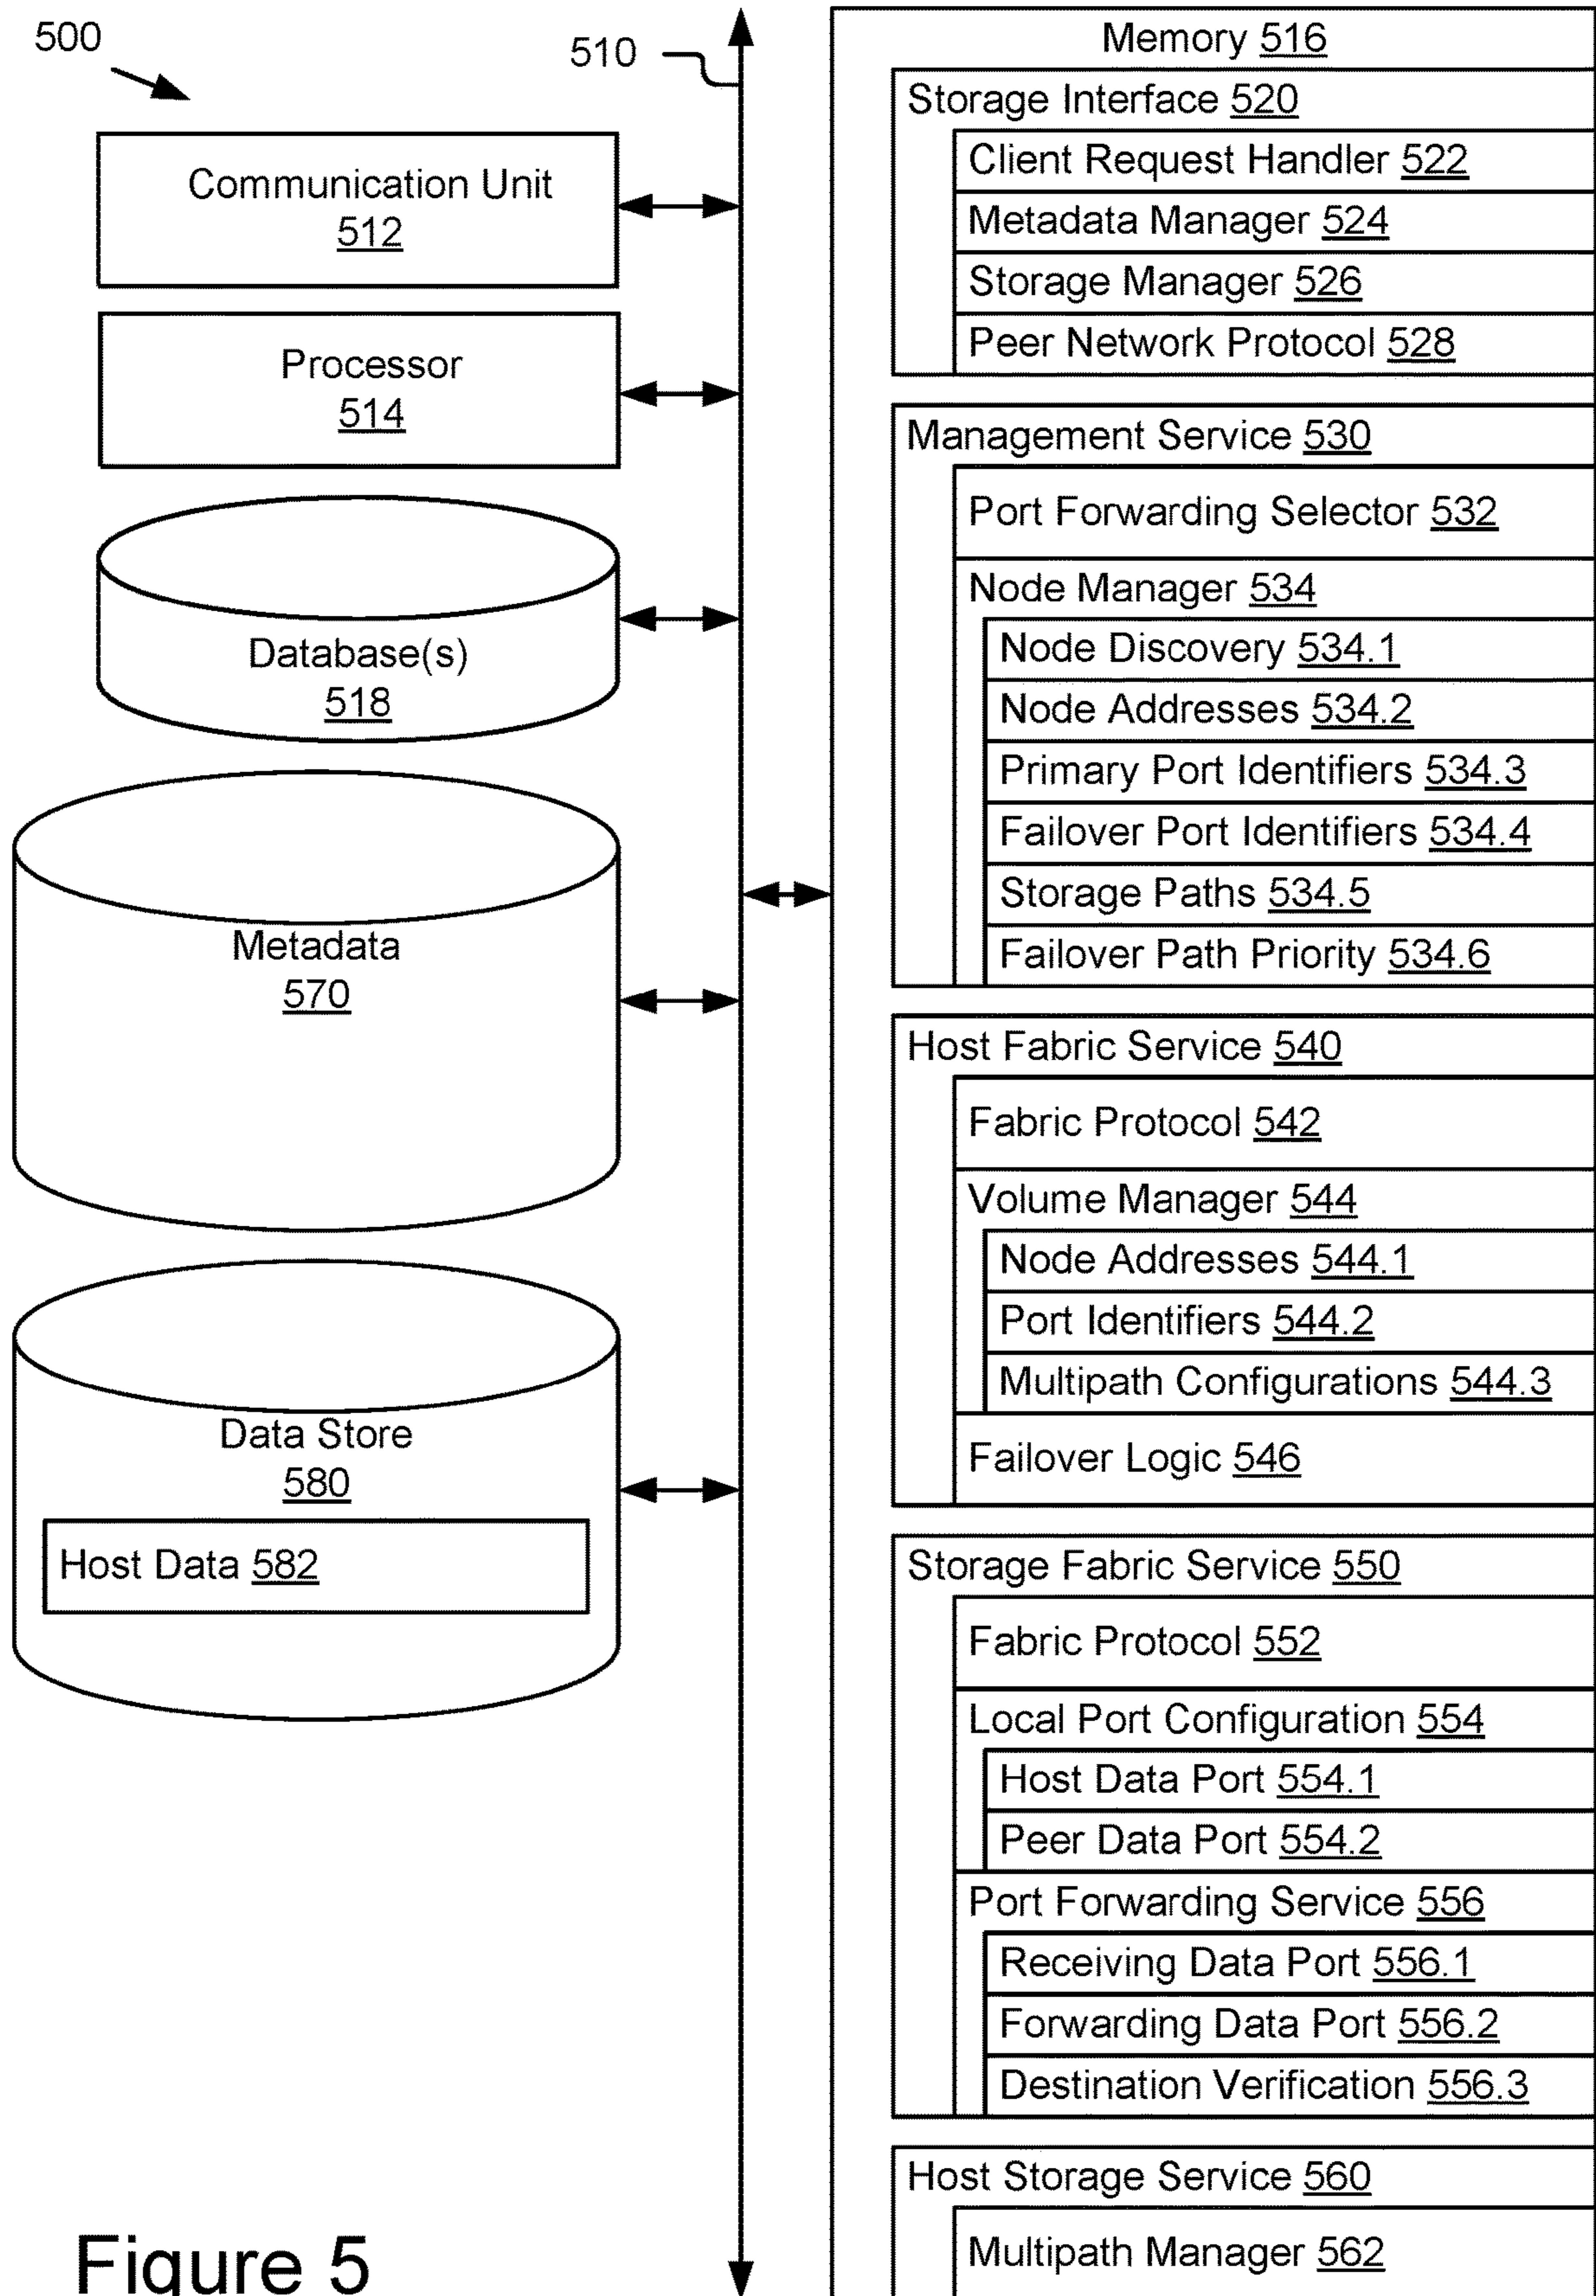 500
510
Communication Unit
512
Processor
514
Database(s)
518
Metadata
570
Data Store
580
Host Data 582
Memory 516
Storage Interface 520
Client Request Handler 522
Metadata Manager 524
Storage Manager 526
Peer Network Protocol 528
Management Service 530
Port Forwarding Selector 532
Node Manager 534
Node Discovery 534.1
Node Addresses 534.2
Primary Port Identifiers 534.3
Failover Port Identifiers 534.4
Storage Paths 534.5
Failover Path Priority 534.6
Host Fabric Service 540
Fabric Protocol 542
Volume Manager 544
Node Addresses 544.1
Port Identifiers 544.2
Multipath Configurations 544.3
Failover Logic 546
Storage Fabric Service 550
Fabric Protocol 552
Local Port Configuration 554
Host Data Port 554.1
Peer Data Port 554.2
Port Forwarding Service 556
Receiving Data Port 556.1
Forwarding Data Port 556.2
Destination Verification 556.3
Host Storage Service 560
Multipath Manager 562
Figure 5